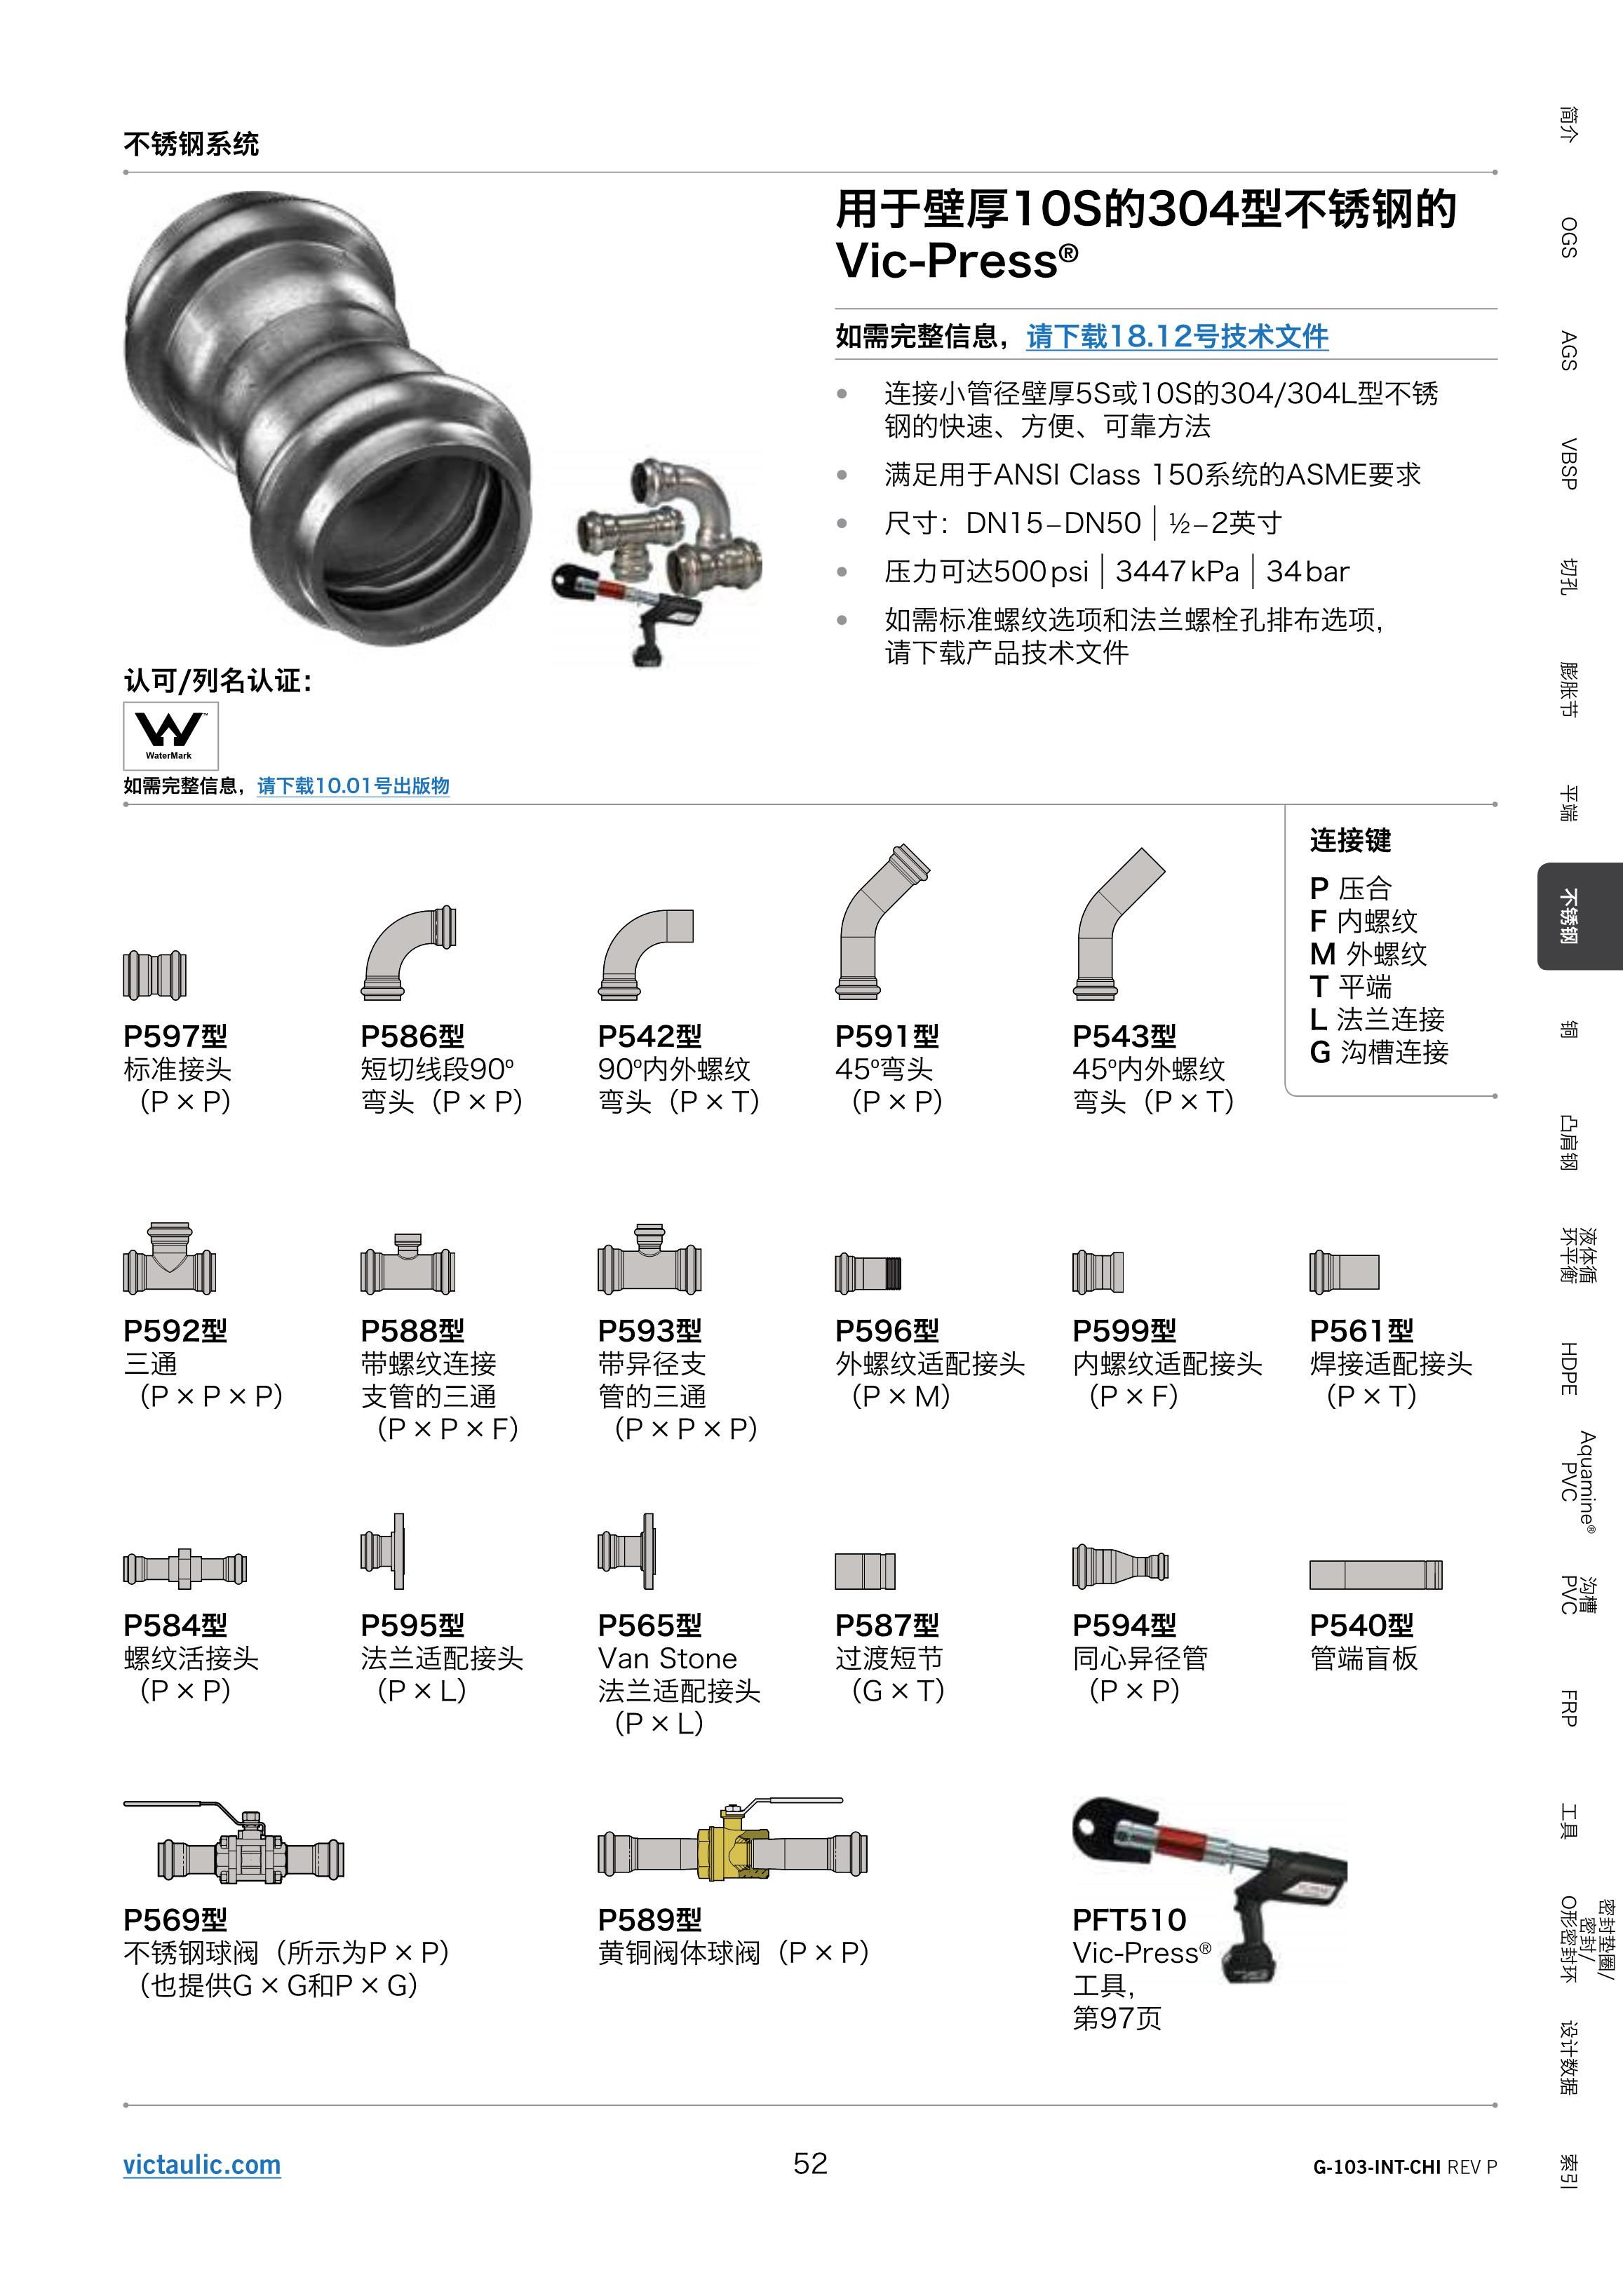 不锈钢系统
用于壁厚10S的304型不锈钢的
Vic-Press®
如需完整信息，请下载18.12号技术文件
• 连接小管径壁厚5S或10S的304/304L型不锈
钢的快速、方便、可靠方法
• 满足用于ANSI Class 150系统的ASME要求
• 尺寸：DN15–DN50 | ½–2英寸
• 压力可达500 psi | 3447 kPa | 34 bar
• 如需标准螺纹选项和法兰螺栓孔排布选项，
请下载产品技术文件
认可/列名认证：
W™
WaterMark
如需完整信息，请下载10.01号出版物
连接键
P 压合
F 内螺纹
M 外螺纹
T 平端
L 法兰连接
G 沟槽连接
P597型
标准接头
（P × P）
P586型
短切线段90º
弯头（P × P）
P542型
90º内外螺纹
弯头（P × T）
P591型
45º弯头
（P × P）
P543型
45º内外螺纹
弯头（P × T）
P592型
三通
（P × P × P）
P588型
带螺纹连接
支管的三通
（P × P × F）
P593型
带异径支
管的三通
（P × P × P）
P596型
外螺纹适配接头
（P × M）
P599型
内螺纹适配接头
（P × F）
P561型
焊接适配接头
（P × T）
P584型
螺纹活接头
（P × P）
P595型
法兰适配接头
（P × L）
P565型
Van Stone
法兰适配接头
（P × L）
P587型
过渡短节
（G × T）
P594型
同心异径管
（P × P）
P540型
管端盲板
P569型
不锈钢球阀（所示为P × P）
（也提供G × G和P × G）
P589型
黄铜阀体球阀（P × P）
PFT510
Vic-Press®
工具，
第97页
victaulic.com
52
G-103-INT-CHI REV P
简介
OGS
AGS
VBSP
切孔
膨胀节
平端
不锈钢
铜
凸肩钢
液体循
环平衡
HDPE
Aquamine®
PVC
沟槽
PVC
FRP
工具
密封垫圈/
密封/
O形密封环
设计数据
索引